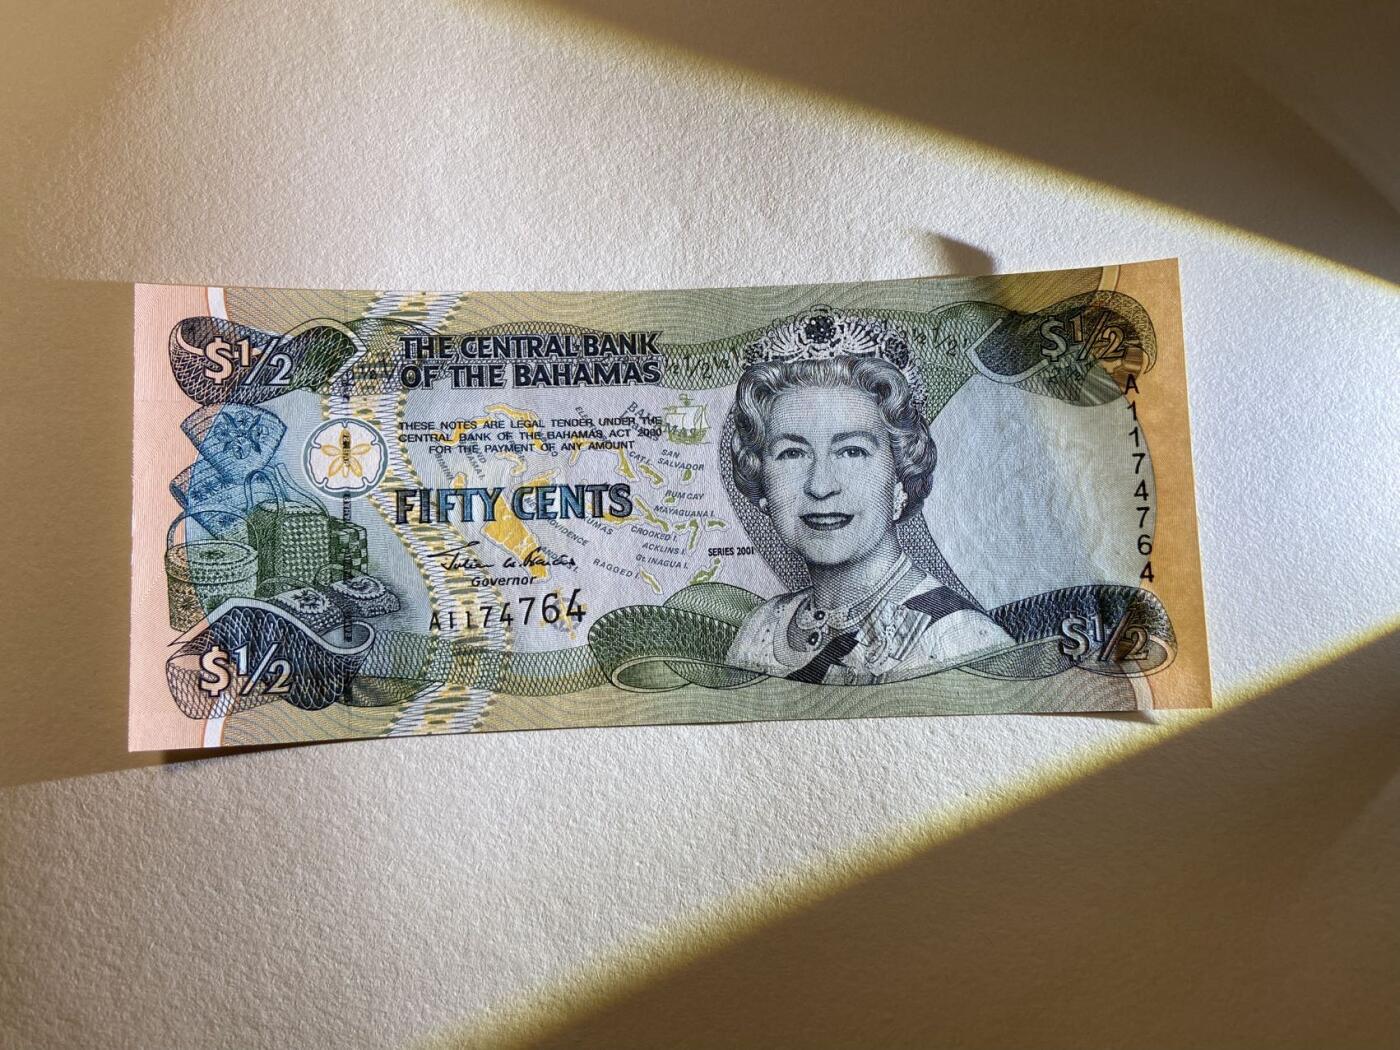 $1/2
THE CENTRAL BANK
OF THE BAHAMAS
$1/2
THESE NOTES ARE LEGAL TENDER UNDER THE
CENTRAL BANK OF THE BAHAMAS ACT 2000
FOR THE PAYMENT OF ANY AMOUNT
SAN
SALVADOR
CAT I.
RUM CAY
MAYAGUANA I.
CROOKED I.
ACKLINS I.
Gt. INAGUA I.
RAGGED I.
FIFTY CENTS
SERIES 2001
Governor
A1174764
A1174764
$1/2
$1/2